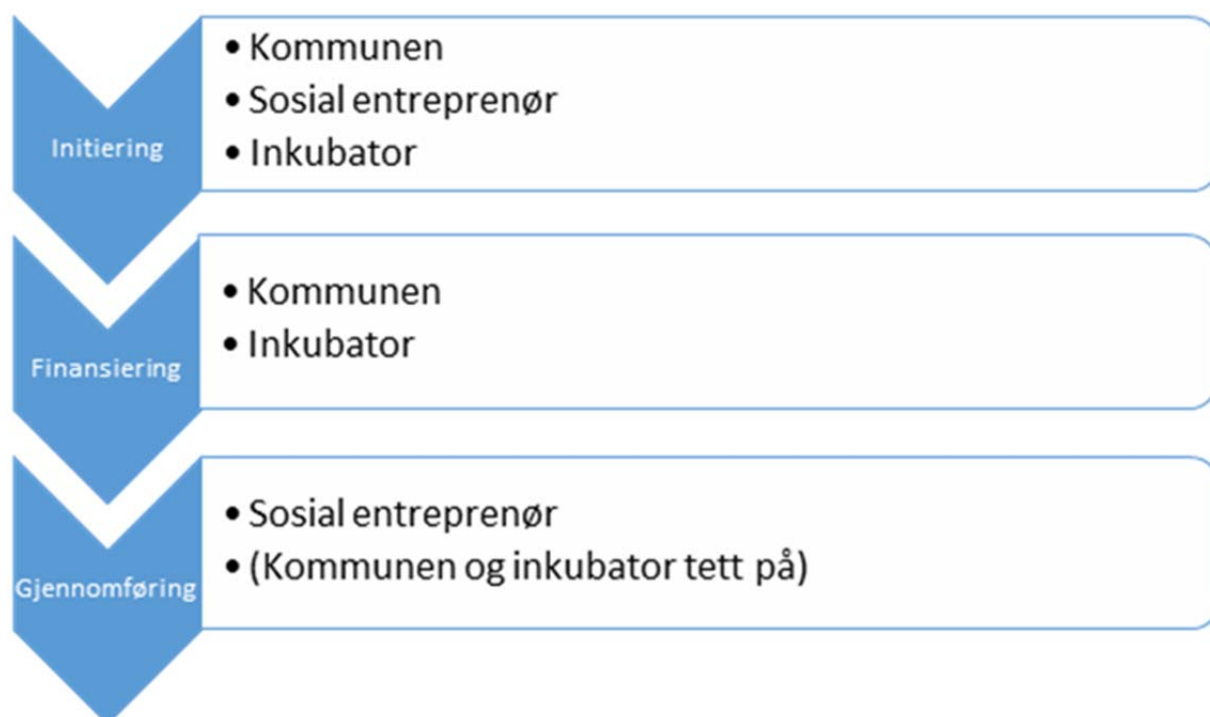 Initiering
• Kommunen
• Sosial entreprenør
• Inkubator
Finansiering
• Kommunen
• Inkubator
Gjennomføring
• Sosial entreprenør
• (Kommunen og inkubator tett på)